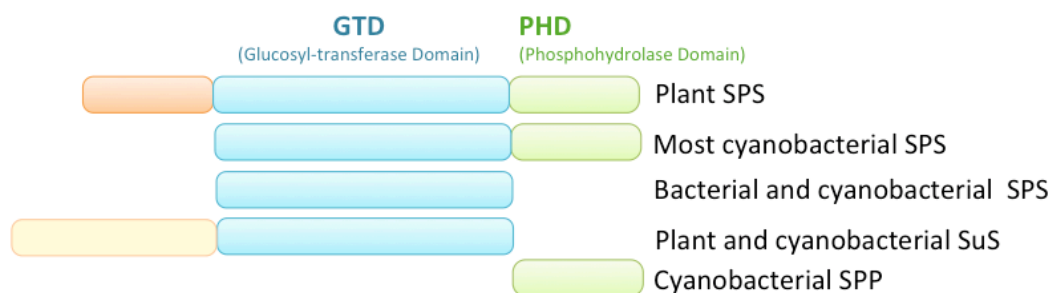 GTD
(Glucosyl-transferase Domain)
PHD
(Phosphohydrolase Domain)
Plant SPS
Most cyanobacterial SPS
Bacterial and cyanobacterial SPS
Plant and cyanobacterial SuS
Cyanobacterial SPP